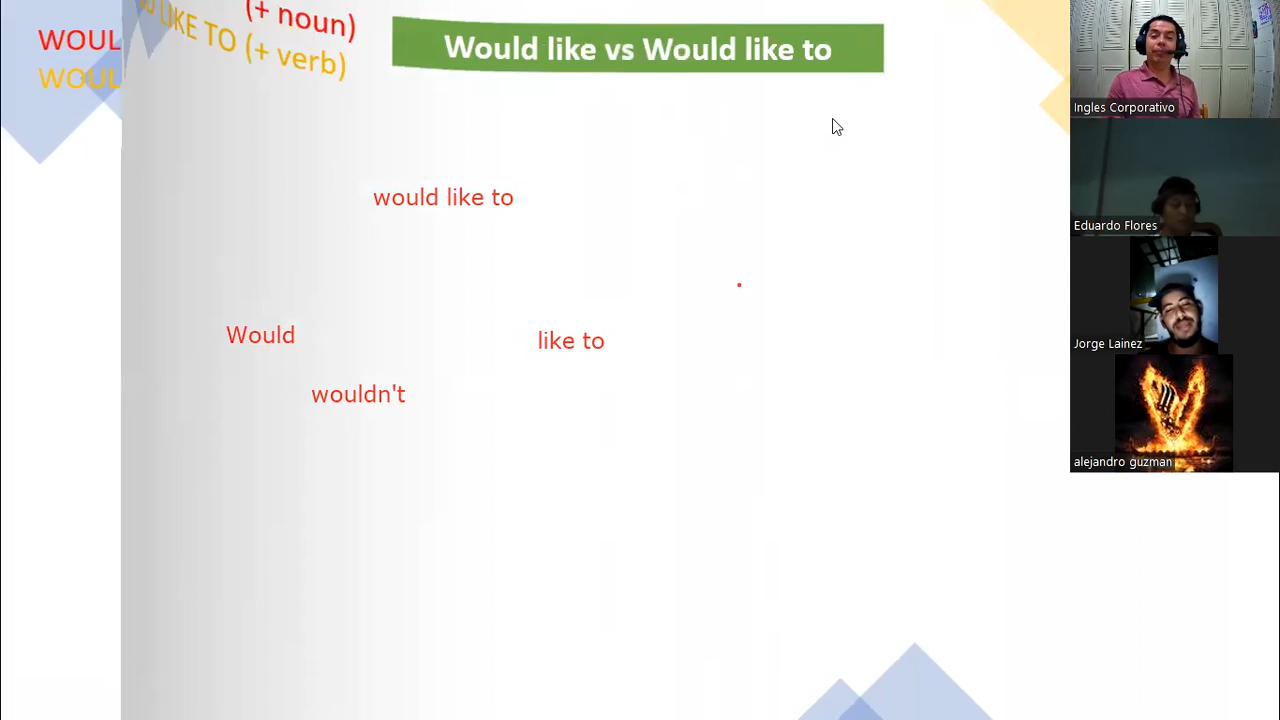 WOUL
WOUL
(+ noun)
LIKE TO (+ verb)
Would like vs Would like to
would like to
Would
like to
wouldn't
Ingles Corporativo
Eduardo Flores
Jorge Lainez
alejandro guzman